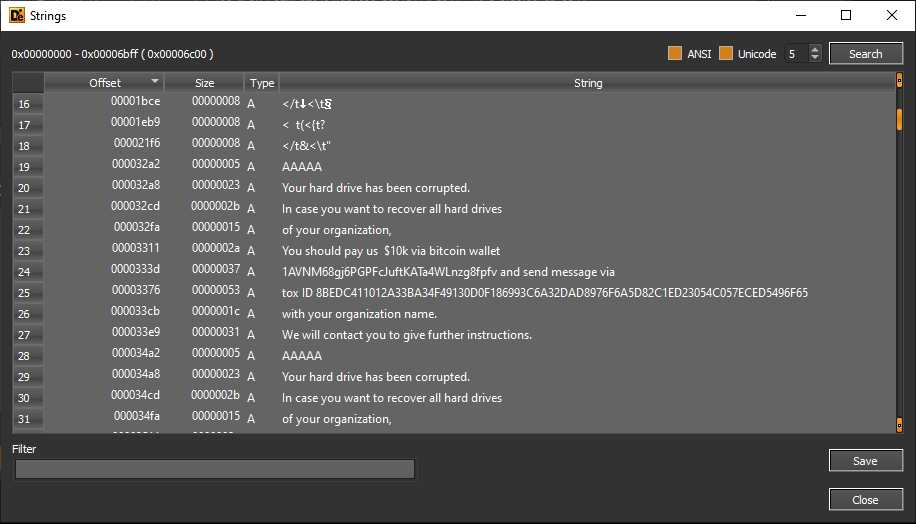 De Strings
0x00000000 - 0x00006bff ( 0x00006c00 ) ANSI Unicode 5 Search
Offset Size Type String
16 00001bce 00000008 A </t↓<\t§
17 00001eb9 00000008 A < t(<{t?
18 000021f6 00000008 A </t&<\t"
19 000032a2 00000005 A AAAAA
20 000032a8 00000023 A Your hard drive has been corrupted.
21 000032cd 0000002b A In case you want to recover all hard drives
22 000032fa 00000015 A of your organization,
23 00003311 0000002a A You should pay us  $10k via bitcoin wallet
24 0000333d 00000037 A 1AVNM68gj6PGPFcJuftKATa4WLnzg8fpfv and send message via
25 00003376 00000053 A tox ID 8BEDC411012A33BA34F49130D0F186993C6A32DAD8976F6A5D82C1ED23054C057ECED5496F65
26 000033cb 0000001c A with your organization name.
27 000033e9 00000031 A We will contact you to give further instructions.
28 000034a2 00000005 A AAAAA
29 000034a8 00000023 A Your hard drive has been corrupted.
30 000034cd 0000002b A In case you want to recover all hard drives
31 000034fa 00000015 A of your organization,
Filter
Save
Close